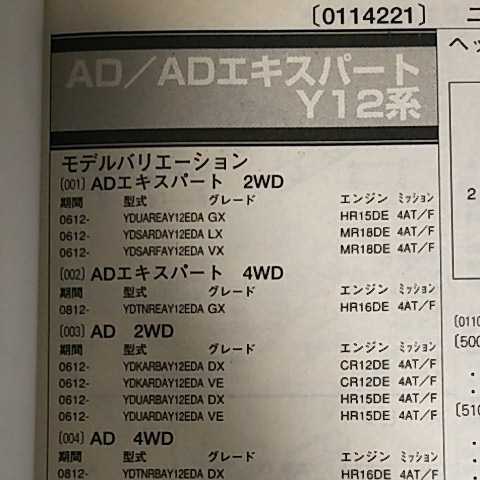 〔0114221〕
AD／ADエキスパート
Y12系
モデルバリエーション
〔001〕ADエキスパート 2WD
期間 型式 グレード エンジン ミッション
0612- YDUAREAY12EDA GX HR15DE 4AT／F
0612- YDSARDAY12EDA LX MR18DE 4AT／F
0612- YDSARFAY12EDA VX MR18DE 4AT／F
〔002〕ADエキスパート 4WD
期間 型式 グレード エンジン ミッション
0812- YDTNREAY12EDA GX HR16DE 4AT／F
〔003〕AD 2WD
期間 型式 グレード エンジン ミッション
0612- YDKARBAY12EDA DX CR12DE 4AT／F
0612- YDKARDAY12EDA VE CR12DE 4AT／F
0612- YDUARBAY12EDA DX HR15DE 4AT／F
0612- YDUARDAY12EDA VE HR15DE 4AT／F
〔004〕AD 4WD
期間 型式 グレード エンジン ミッション
0812- YDTNRBAY12EDA DX HR16DE 4AT／F
ヘッ
2
〔0110
〔500
〔510